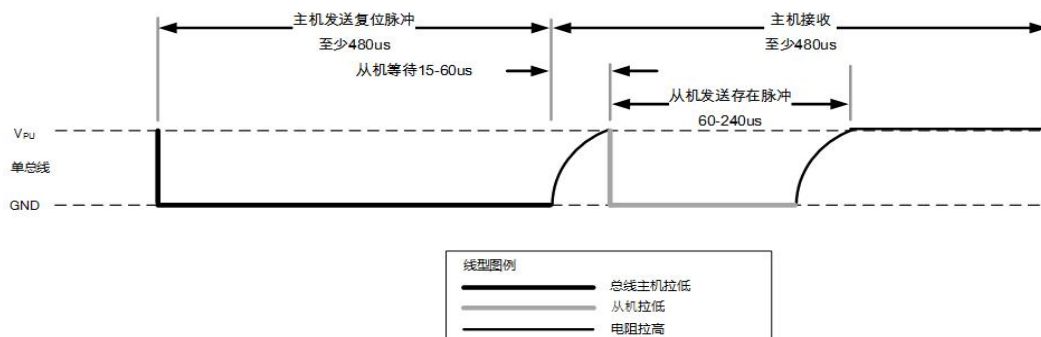 主机发送复位脉冲
至少480us
主机接收
至少480us
从机等待15-60us
从机发送存在脉冲
60-240us
VPU
单总线
GND
线型图例
总线主机拉低
从机拉低
电阻拉高